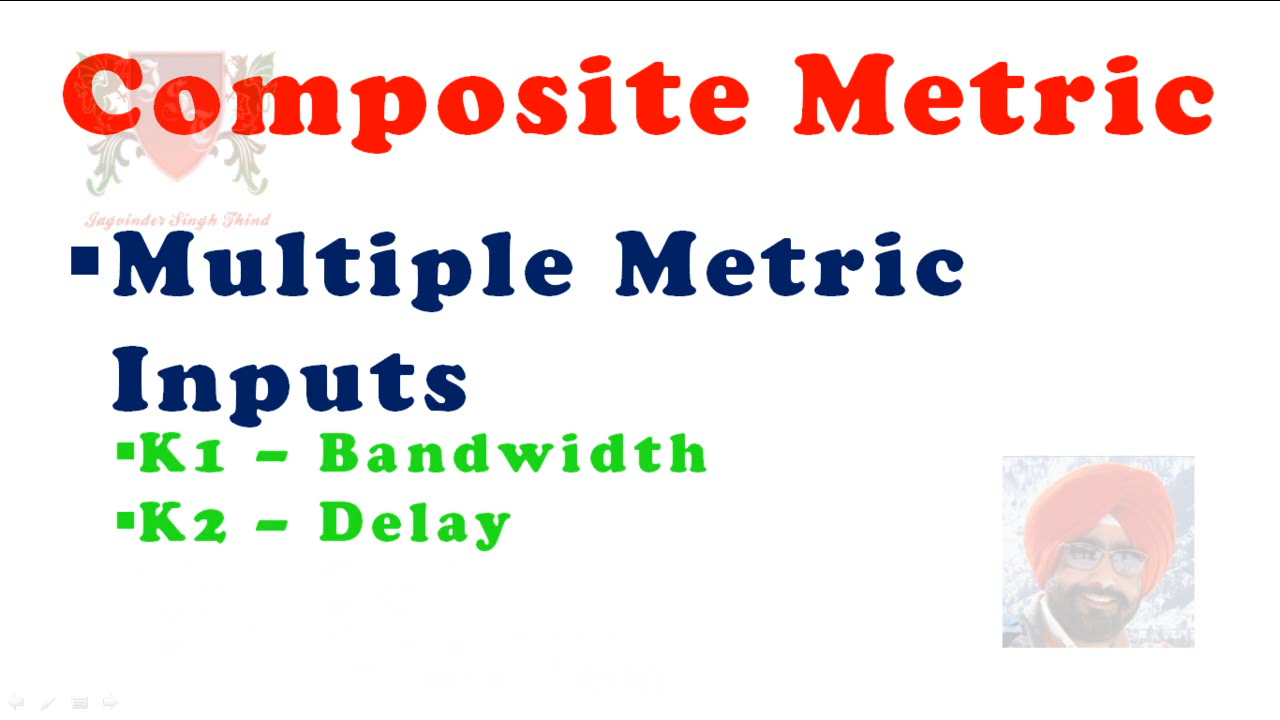 Composite Metric
Jagvinder Singh Thind
▪Multiple Metric
Inputs
▪K1 – Bandwidth
▪K2 – Delay